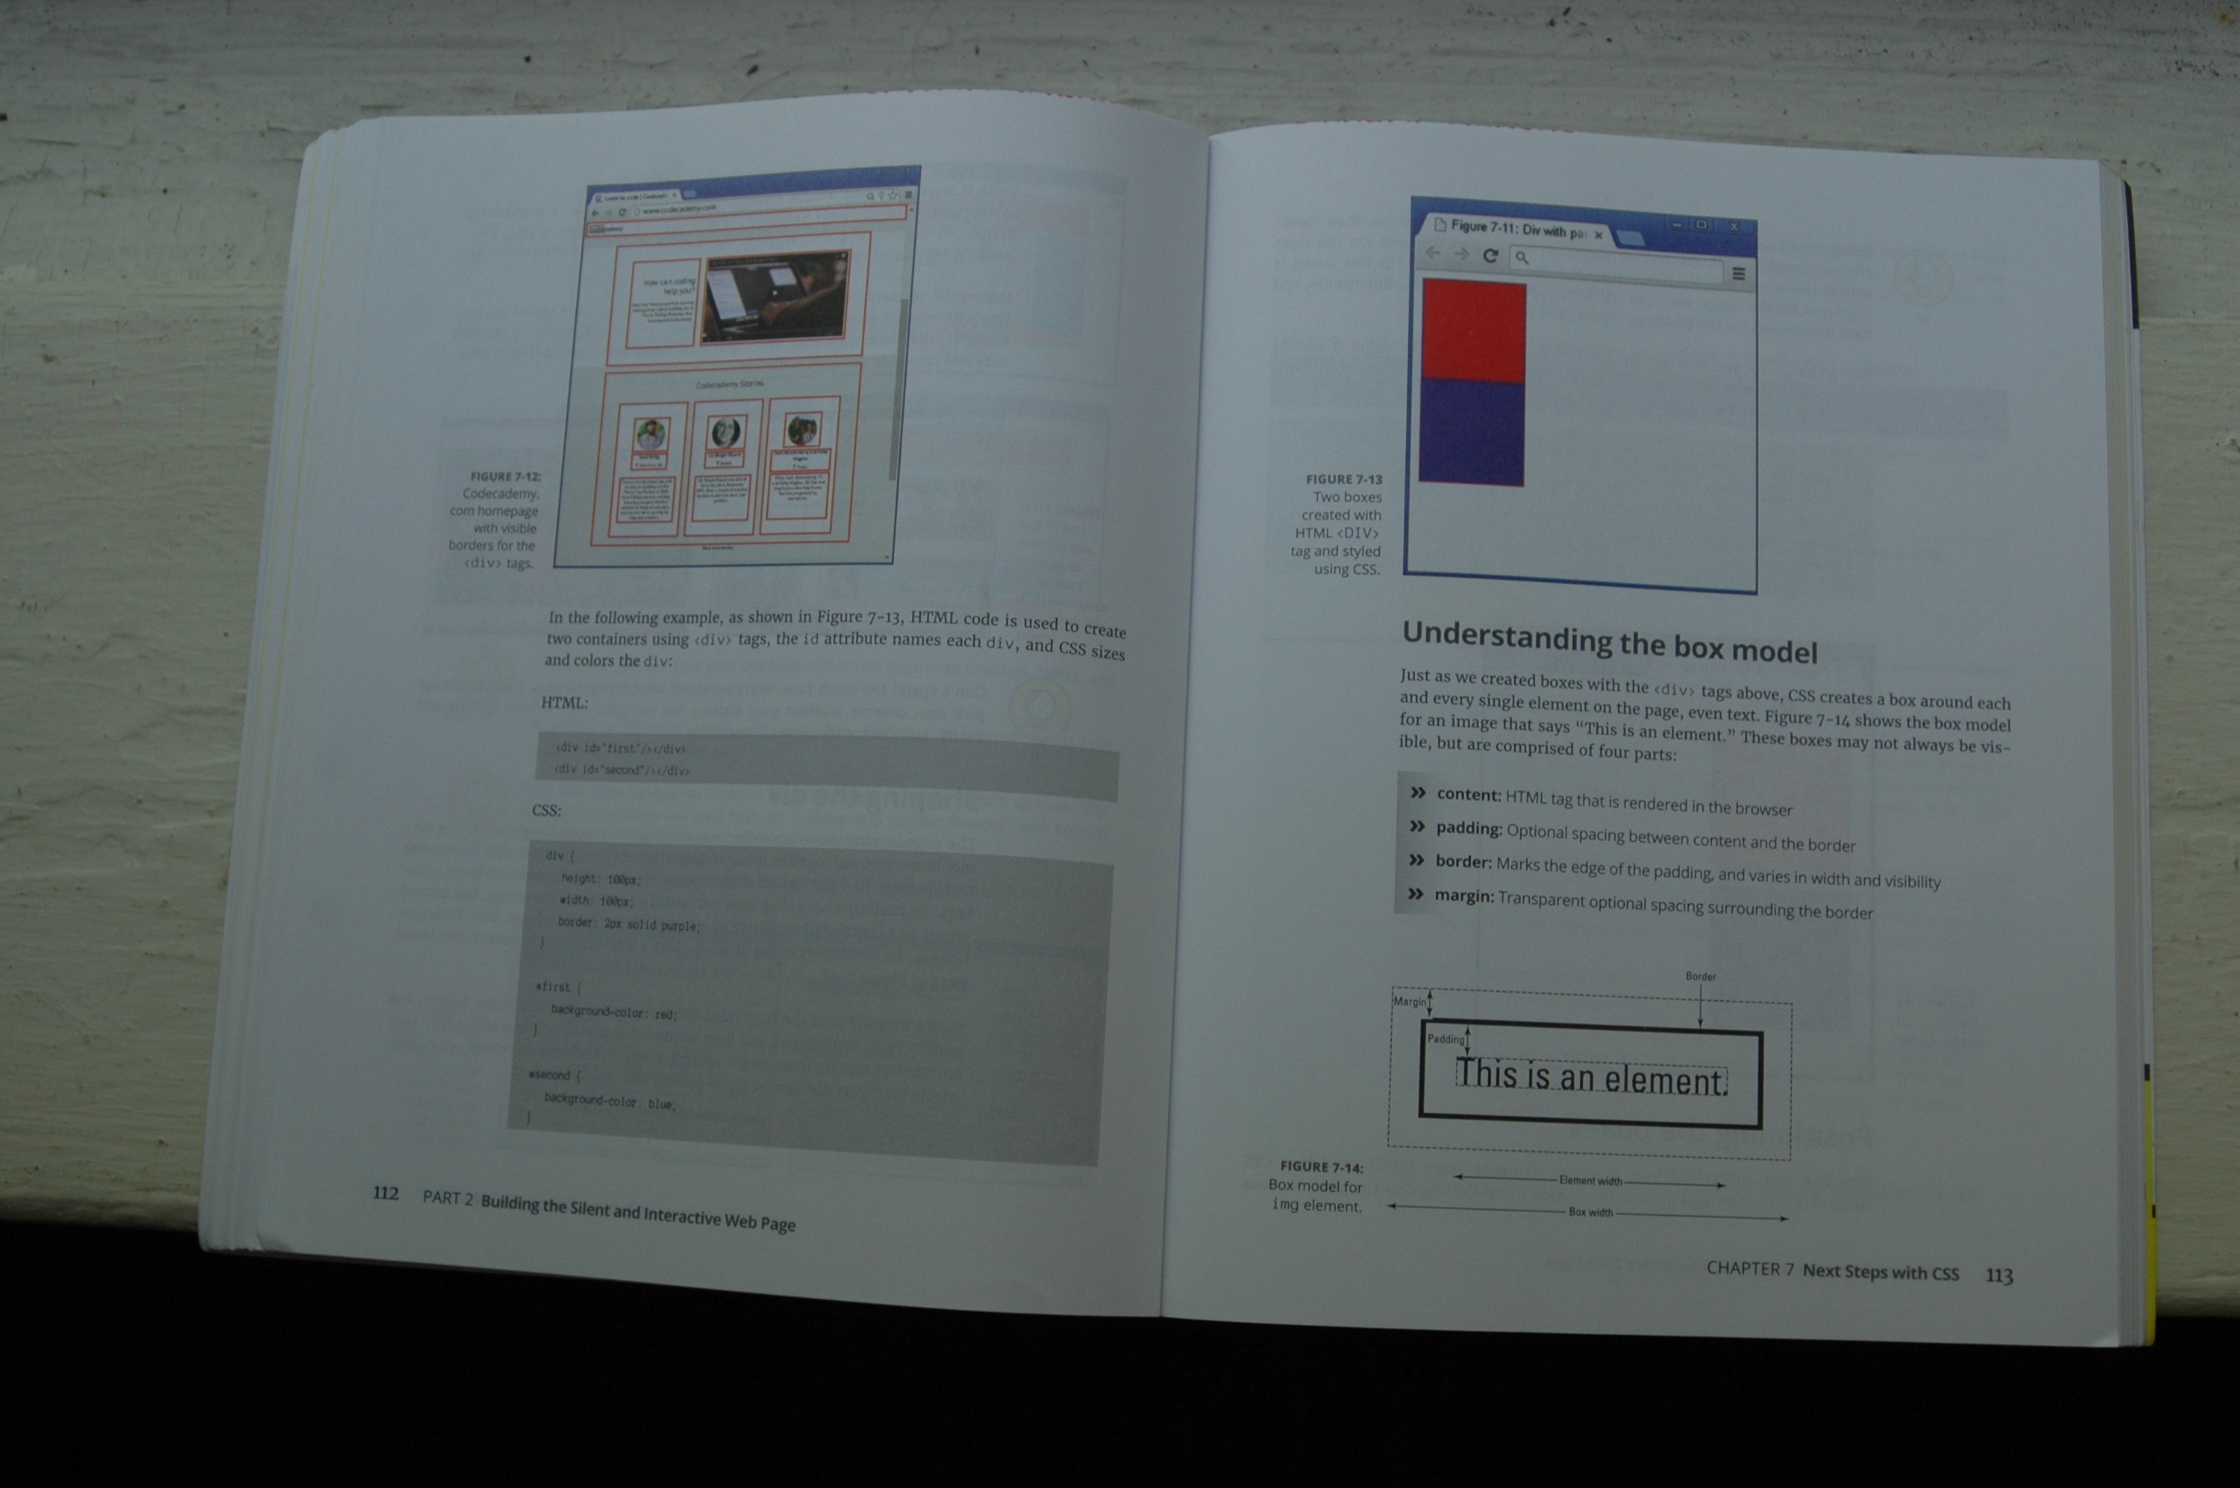 www.codecademy.com
How can coding
help you?
Codecademy Stories
FIGURE 7-12:
Codecademy.
com homepage
with visible
borders for the
<div> tags.
In the following example, as shown in Figure 7-13, HTML code is used to create
two containers using <div> tags, the id attribute names each div, and CSS sizes
and colors the div:
HTML:
<div id="first"/></div>
<div id="second"/></div>
CSS:
div {
height: 100px;
width: 100px;
border: 2px solid purple;
}
#first {
background-color: red;
}
#second {
background-color: blue;
}
112 PART 2 Building the Silent and Interactive Web Page
Figure 7-11: Div with pa
FIGURE 7-13
Two boxes
created with
HTML <DIV>
tag and styled
using CSS.
Understanding the box model
Just as we created boxes with the <div> tags above, CSS creates a box around each
and every single element on the page, even text. Figure 7-14 shows the box model
for an image that says “This is an element.” These boxes may not always be vis-
ible, but are comprised of four parts:
» content: HTML tag that is rendered in the browser
» padding: Optional spacing between content and the border
» border: Marks the edge of the padding, and varies in width and visibility
» margin: Transparent optional spacing surrounding the border
Border
Margin
Padding
This is an element.
Element width
Box width
FIGURE 7-14:
Box model for
img element.
CHAPTER 7 Next Steps with CSS 113